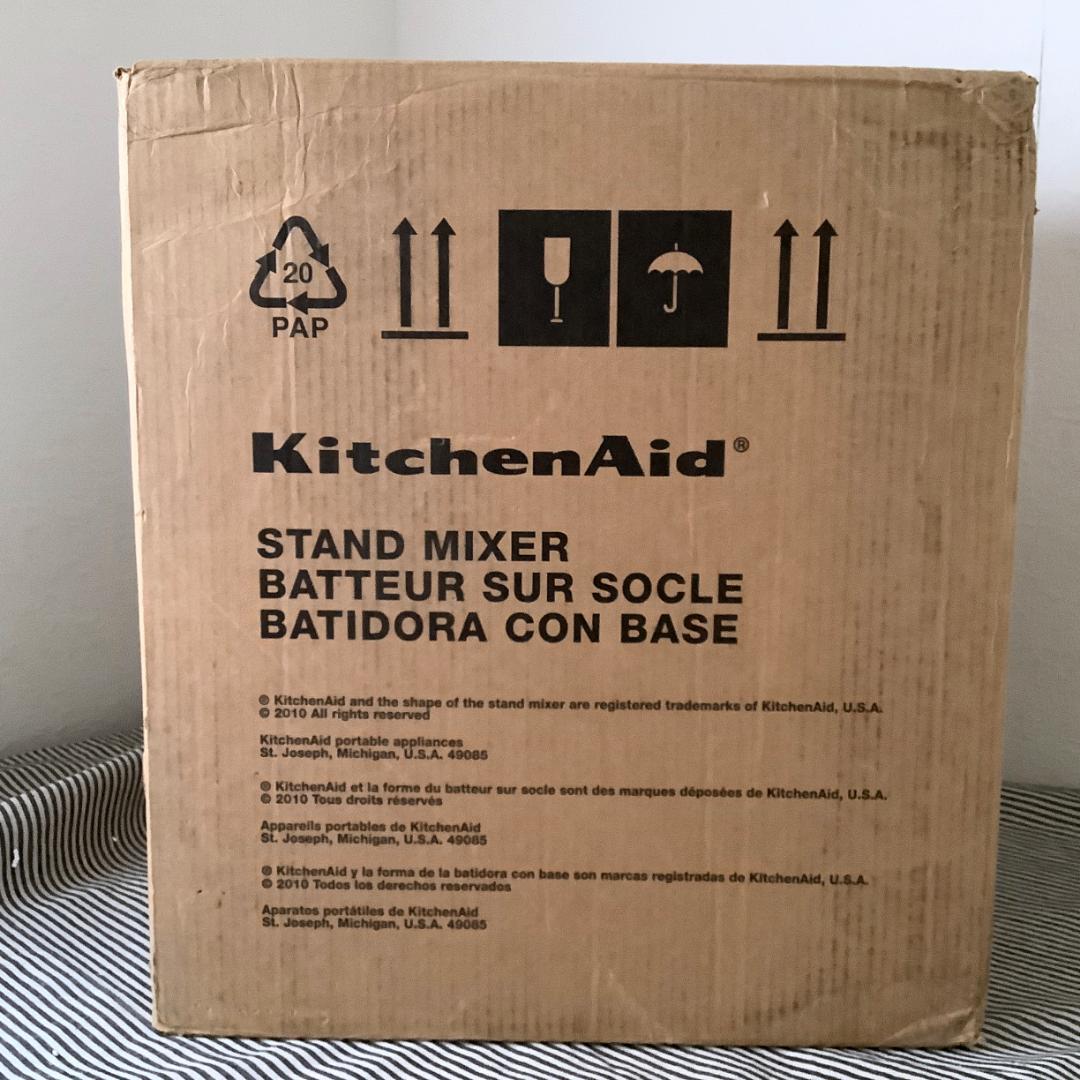 20
PAP
KitchenAid®
STAND MIXER
BATTEUR SUR SOCLE
BATIDORA CON BASE
® KitchenAid and the shape of the stand mixer are registered trademarks of KitchenAid, U.S.A.
© 2010 All rights reserved
KitchenAid portable appliances
St. Joseph, Michigan, U.S.A. 49085
® KitchenAid et la forme du batteur sur socle sont des marques déposées de KitchenAid, U.S.A.
© 2010 Tous droits réservés
Appareils portables de KitchenAid
St. Joseph, Michigan, U.S.A. 49085
® KitchenAid y la forma de la batidora con base son marcas registradas de KitchenAid, U.S.A.
© 2010 Todos los derechos reservados
Aparatos portátiles de KitchenAid
St. Joseph, Michigan, U.S.A. 49085